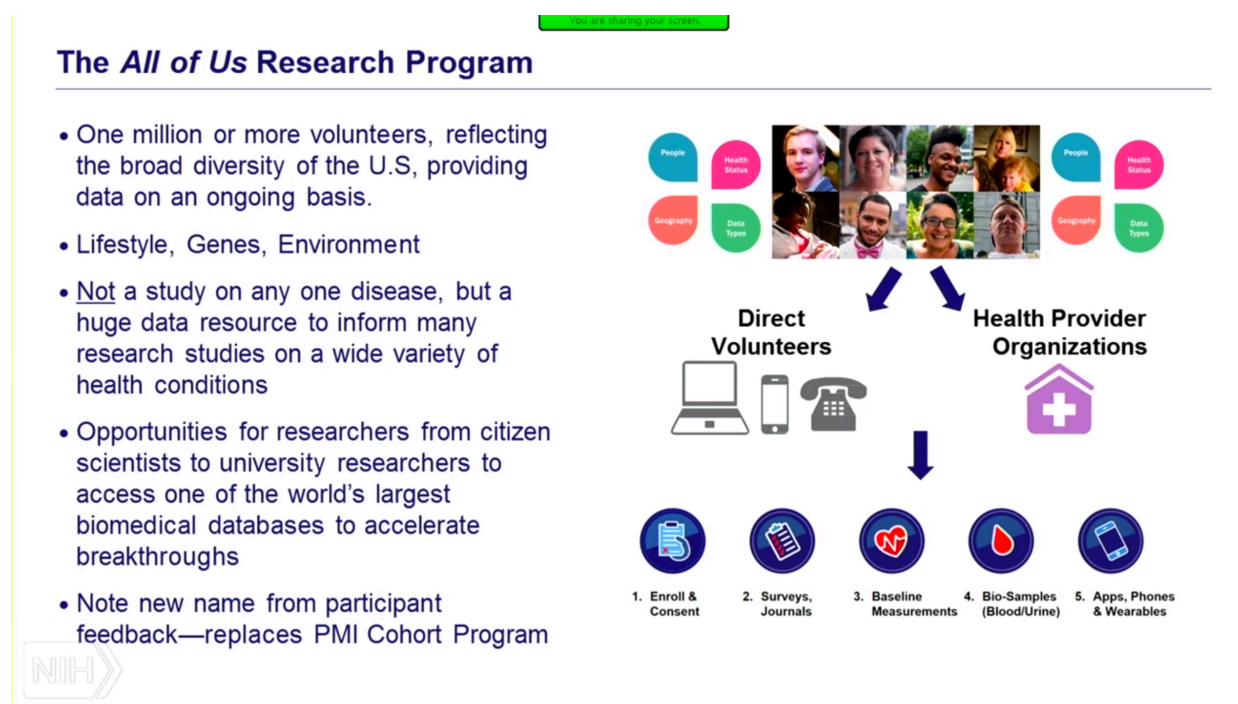 You are sharing your screen.
The All of Us Research Program
• One million or more volunteers, reflecting
the broad diversity of the U.S, providing
data on an ongoing basis.
• Lifestyle, Genes, Environment
• Not a study on any one disease, but a
huge data resource to inform many
research studies on a wide variety of
health conditions
• Opportunities for researchers from citizen
scientists to university researchers to
access one of the world's largest
biomedical databases to accelerate
breakthroughs
• Note new name from participant
feedback—replaces PMI Cohort Program
NIH
People
Health
Status
Geography
Data
Types
People
Health
Status
Geography
Data
Types
Direct
Volunteers
Health Provider
Organizations
1. Enroll &
Consent
2. Surveys,
Journals
3. Baseline
Measurements
4. Bio-Samples
(Blood/Urine)
5. Apps, Phones
& Wearables